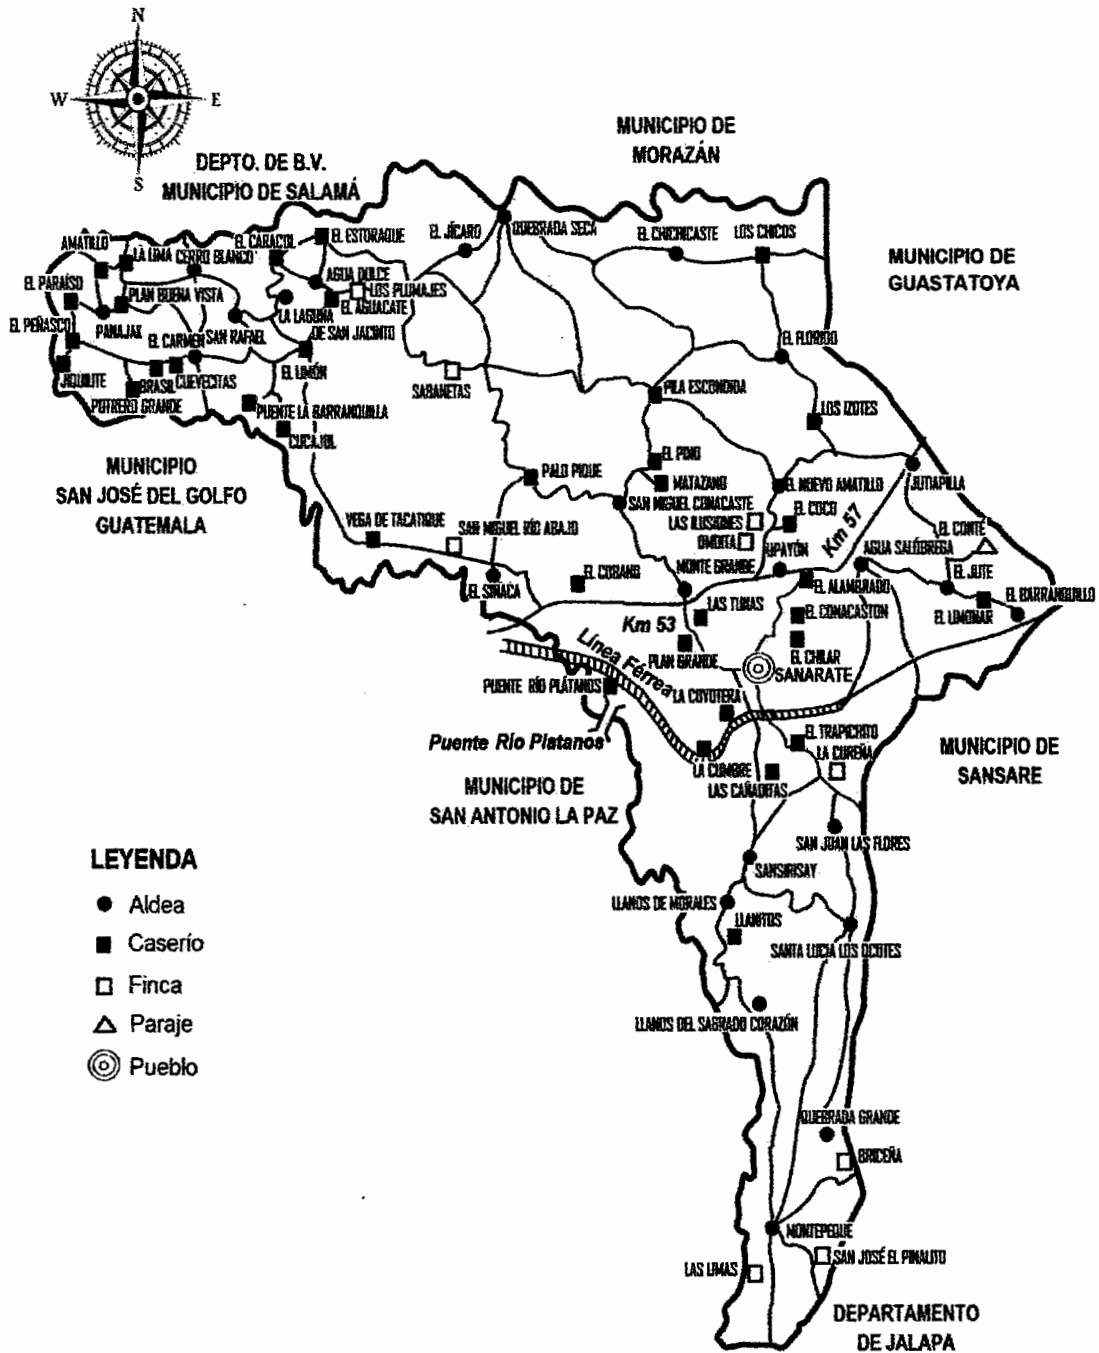 N
W
E
S
MUNICIPIO DE
MORAZÁN
DEPTO. DE B.V.
MUNICIPIO DE SALAMÁ
MUNICIPIO DE
GUASTATOYA
AMATILLO
LA LIMA
CERRO BLANCO
EL CARACOL
EL ESTORAQUE
EL JÍCARO
QUEBRADA SECA
EL CHICHICASTE
LOS CHICOS
EL PARAÍSO
PLAN BUENA VISTA
AGUA DULCE
LOS PLUMAJES
EL AGUACATE
LA LAGUNA
DE SAN JACINTO
EL PEÑASCO
PANAJAX
EL CARMEN
SAN RAFAEL
EL FLORIDO
JIQUILITE
BRASIL
CUEVECITAS
EL LIMÓN
SABANETAS
POTRERO GRANDE
PUENTE LA BARRANQUILLA
CUCAJOL
PILA ESCONDIDA
LOS IZOTES
MUNICIPIO
SAN JOSÉ DEL GOLFO
GUATEMALA
PALO PIQUE
EL PINO
MATAZANO
JUTIAPILLA
EL NUEVO AMATILLO
SAN MIGUEL CONACASTE
LAS ILUSIONES
EL COCO
OMOITA
Km 57
VEGA DE TACATIQUE
SAN MIGUEL RÍO ABAJO
EL CONTÉ
UPAYÓN
AGUA SALÓBREGA
MONTE GRANDE
EL SINACA
EL COBANO
EL ALAMBRADO
EL JUTE
EL BARRANQUILLO
LAS TUNAS
EL CONACASTON
EL LIMONAR
Km 53
PLAN GRANDE
EL CHILAR
SANARATE
Línea Férrea
PUENTE RÍO PLÁTANOS
LA COYOTERA
Puente Río Platanos
EL TRAPICHITO
LA CUREÑA
LA CUMBRE
LAS CAÑADITAS
MUNICIPIO DE
SANSARE
MUNICIPIO DE
SAN ANTONIO LA PAZ
SAN JUAN LAS FLORES
SANSIRISAY
LLANOS DE MORALES
LLANITOS
SANTA LUCIA LOS OCOTES
LLANOS DEL SAGRADO CORAZÓN
LEYENDA
Aldea
Caserío
Finca
Paraje
Pueblo
QUEBRADA GRANDE
BRICEÑA
MONTEPEQUE
SAN JOSÉ EL PINALITO
LAS LIMAS
DEPARTAMENTO
DE JALAPA